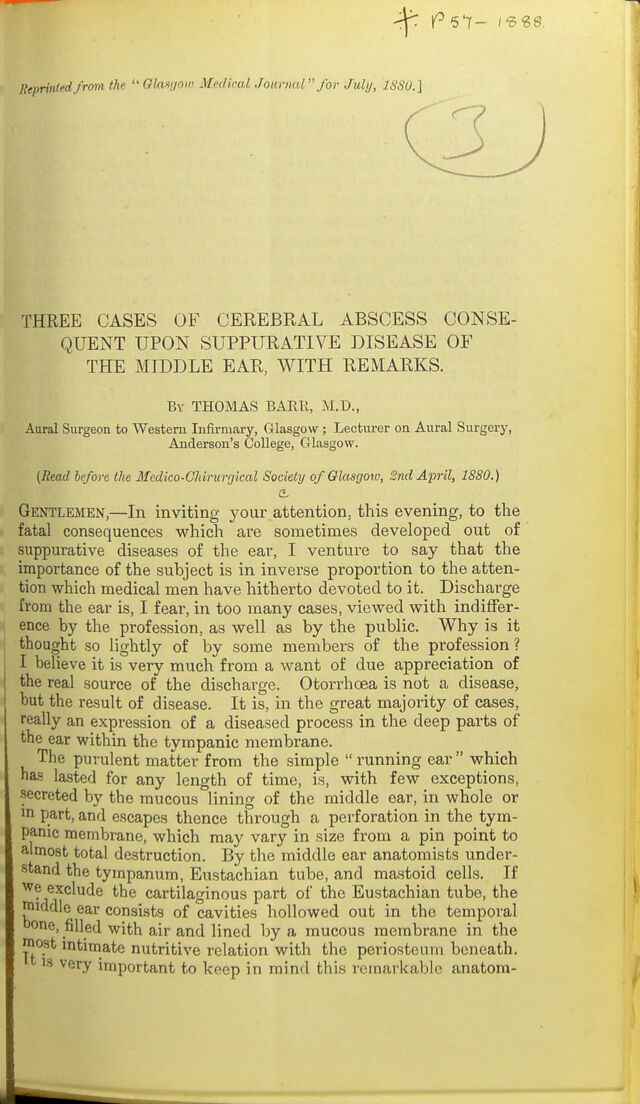 P 57- 1888.
Reprinted from the "Glasgow Medical Journal" for July, 1880.]
3
THREE CASES OF CEREBRAL ABSCESS CONSE-
QUENT UPON SUPPURATIVE DISEASE OF
THE MIDDLE EAR, WITH REMARKS.
By THOMAS BARR, M.D.,
Aural Surgeon to Western Infirmary, Glasgow; Lecturer on Aural Surgery,
Anderson's College, Glasgow.
(Read before the Medico-Chirurgical Society of Glasgow, 2nd April, 1880.)
GENTLEMEN,—In inviting your attention, this evening, to the
fatal consequences which are sometimes developed out of
suppurative diseases of the ear, I venture to say that the
importance of the subject is in inverse proportion to the atten-
tion which medical men have hitherto devoted to it. Discharge
from the ear is, I fear, in too many cases, viewed with indiffer-
ence by the profession, as well as by the public. Why is it
thought so lightly of by some members of the profession?
I believe it is very much from a want of due appreciation of
the real source of the discharge. Otorrhœa is not a disease,
but the result of disease. It is, in the great majority of cases,
really an expression of a diseased process in the deep parts of
the ear within the tympanic membrane.
The purulent matter from the simple "running ear" which
has lasted for any length of time, is, with few exceptions,
secreted by the mucous lining of the middle ear, in whole or
in part, and escapes thence through a perforation in the tym-
panic membrane, which may vary in size from a pin point to
almost total destruction. By the middle ear anatomists under-
stand the tympanum, Eustachian tube, and mastoid cells. If
we exclude the cartilaginous part of the Eustachian tube, the
middle ear consists of cavities hollowed out in the temporal
bone, filled with air and lined by a mucous membrane in the
most intimate nutritive relation with the periosteum beneath.
It is very important to keep in mind this remarkable anatom-